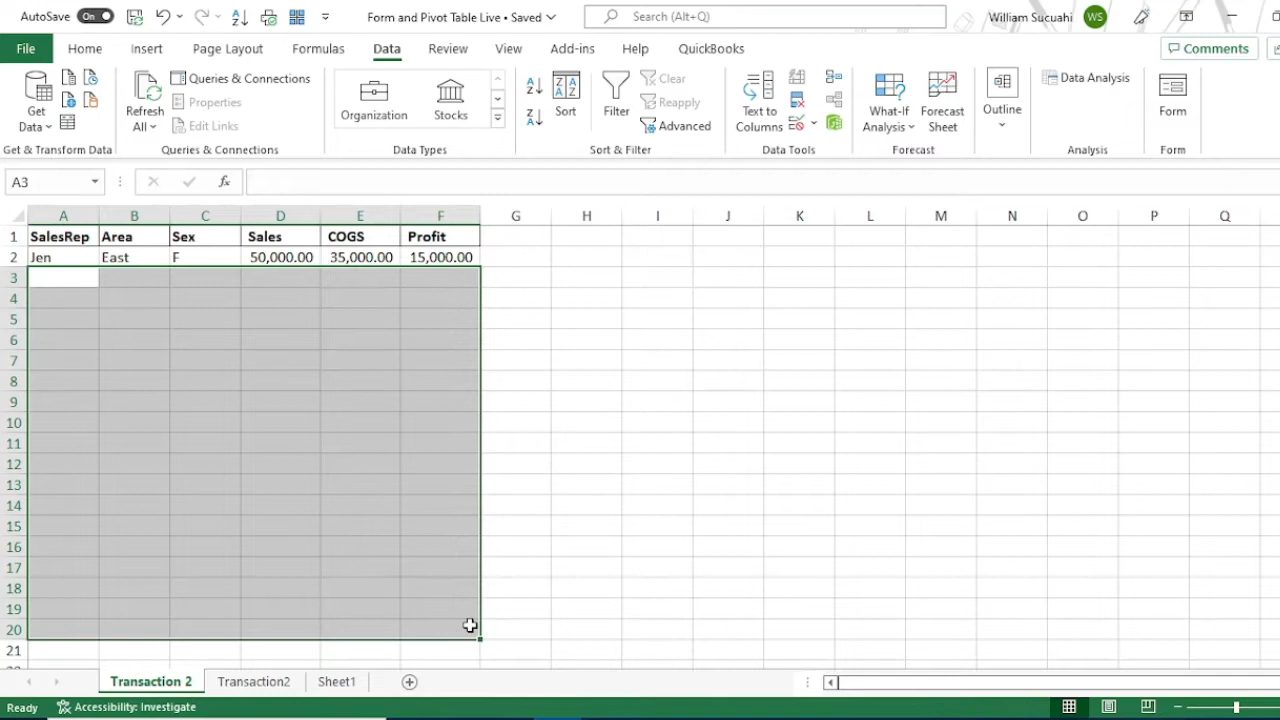 AutoSave On Form and Pivot Table Live • Saved Search (Alt+Q) William Sucuahi WS
File Home Insert Page Layout Formulas Data Review View Add-ins Help QuickBooks Comments
Get Data Refresh All Queries & Connections Properties Edit Links Organization Stocks Sort Filter Clear Reapply Advanced Text to Columns What-If Analysis Forecast Sheet Outline Data Analysis Form
Get & Transform Data Queries & Connections Data Types Sort & Filter Data Tools Forecast Analysis Form
A3 fx
A B C D E F G H I J K L M N O P Q
1 SalesRep Area Sex Sales COGS Profit
2 Jen East F 50,000.00 35,000.00 15,000.00
3
4
5
6
7
8
9
10
11
12
13
14
15
16
17
18
19
20
21
Transaction 2 Transaction2 Sheet1
Ready Accessibility: Investigate